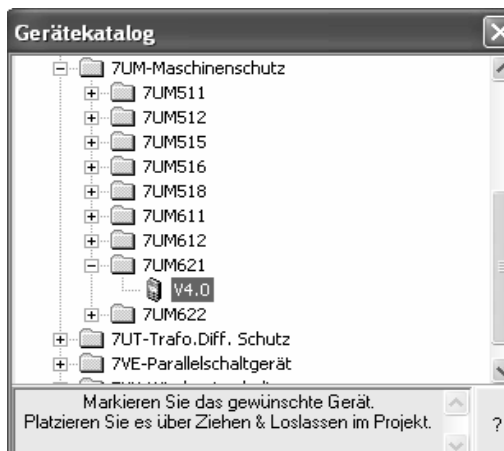 Gerätekatalog
7UM-Maschinenschutz
7UM511
7UM512
7UM515
7UM516
7UM518
7UM611
7UM612
7UM621
V4.0
7UM622
7UT-Trafo.Diff. Schutz
7VE-Parallelschaltgerät
Markieren Sie das gewünschte Gerät.
Platzieren Sie es über Ziehen & Loslassen im Projekt.
?